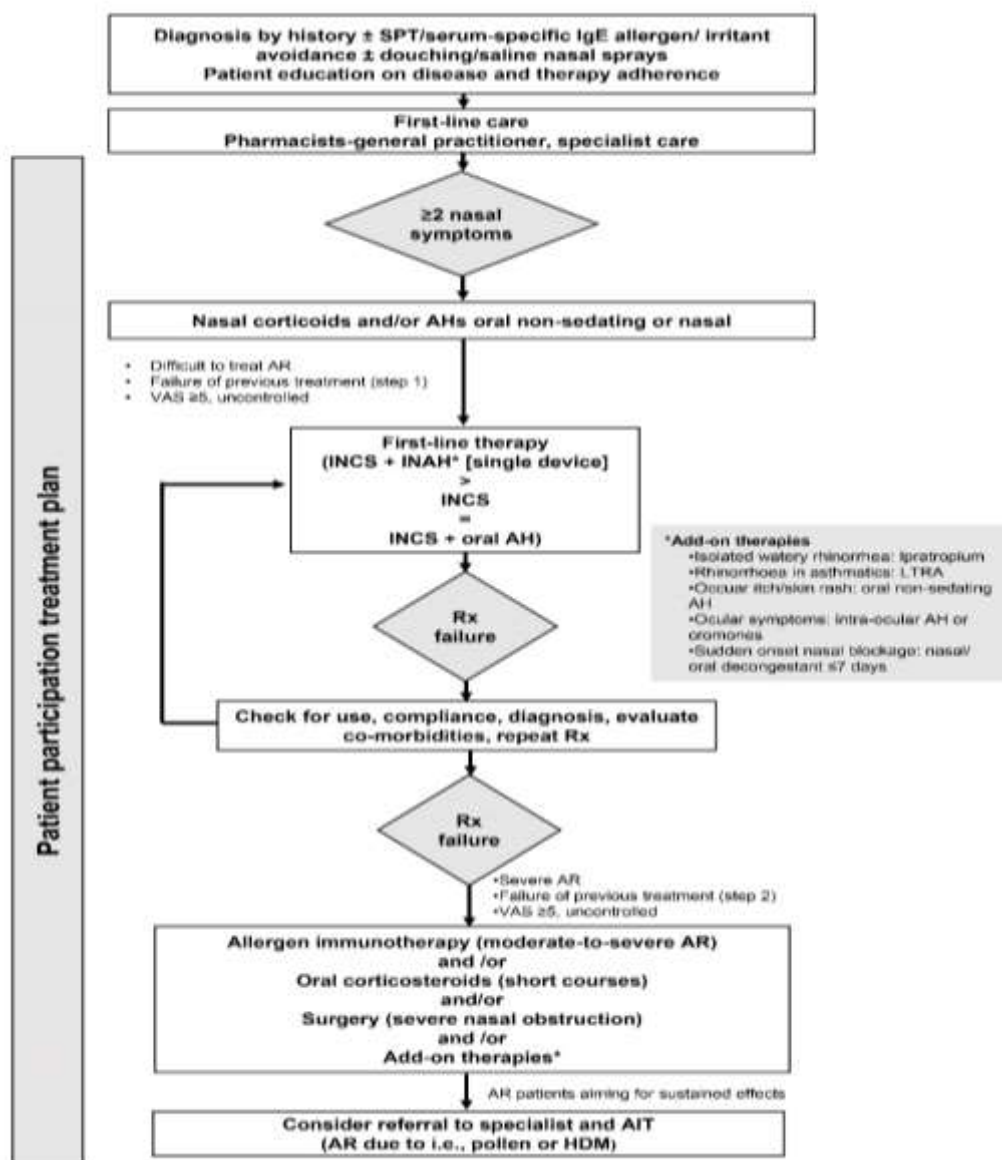 Diagnosis by history ± SPT/serum-specific IgE allergen/ irritant
avoidance ± douching/saline nasal sprays
Patient education on disease and therapy adherence
First-line care
Pharmacists-general practitioner, specialist care
Patient participation treatment plan
≥2 nasal
symptoms
Nasal corticoids and/or AHs oral non-sedating or nasal
• Difficult to treat AR
• Failure of previous treatment (step 1)
• VAS ≥5, uncontrolled
First-line therapy
(INCS + INAH* [single device]
>
INCS
=
INCS + oral AH)
*Add-on therapies
•Isolated watery rhinorrhea: Ipratropium
•Rhinorrhoea in asthmatics: LTRA
•Occuar itch/skin rash: oral non-sedating
AH
•Ocular symptoms: intra-ocular AH or
cromones
•Sudden onset nasal blockage: nasal/
oral decongestant ≤7 days
Rx
failure
Check for use, compliance, diagnosis, evaluate
co-morbidities, repeat Rx
Rx
failure
•Severe AR
•Failure of previous treatment (step 2)
•VAS ≥5, uncontrolled
Allergen immunotherapy (moderate-to-severe AR)
and /or
Oral corticosteroids (short courses)
and/or
Surgery (severe nasal obstruction)
and /or
Add-on therapies*
AR patients aiming for sustained effects
Consider referral to specialist and AIT
(AR due to i.e., pollen or HDM)